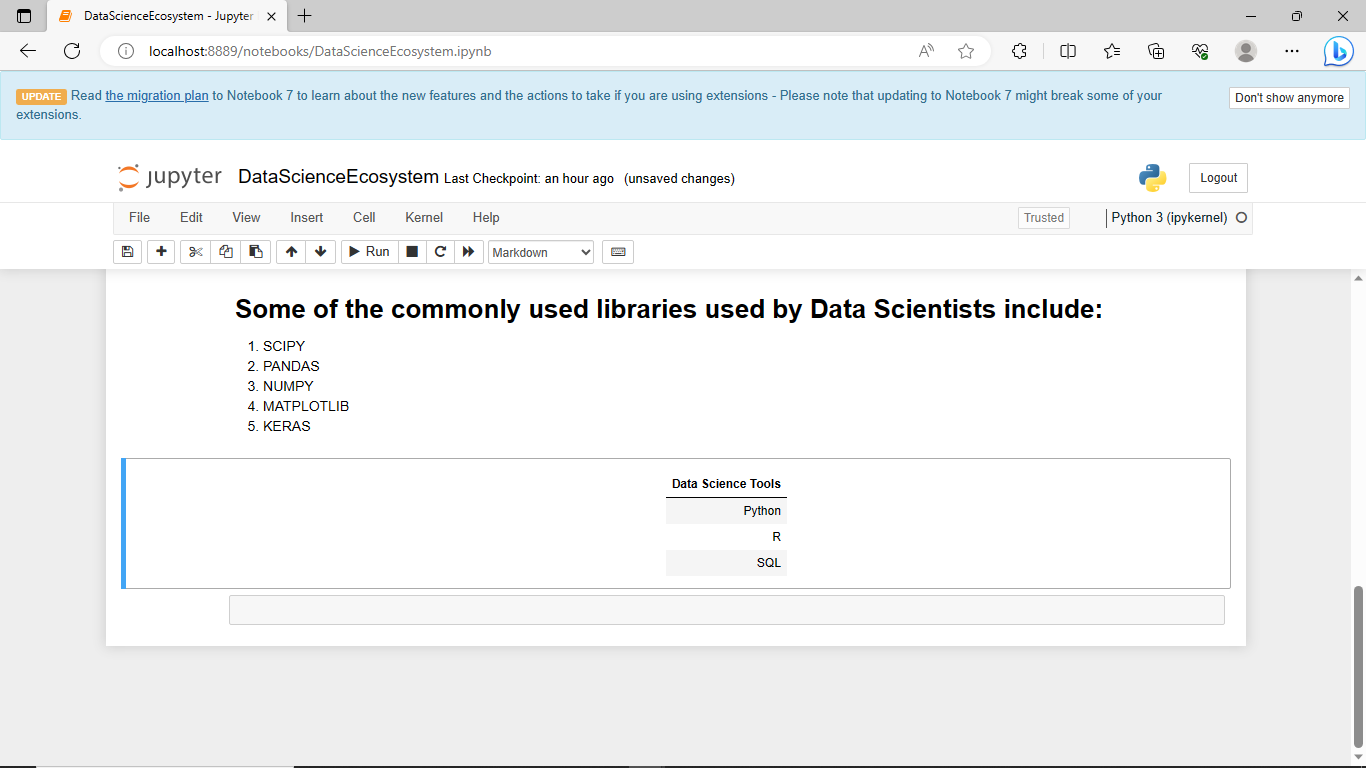 DataScienceEcosystem - Jupyter
localhost:8889/notebooks/DataScienceEcosystem.ipynb
UPDATE Read the migration plan to Notebook 7 to learn about the new features and the actions to take if you are using extensions - Please note that updating to Notebook 7 might break some of your
extensions.
Don't show anymore
jupyter DataScienceEcosystem Last Checkpoint: an hour ago (unsaved changes)
Logout
File Edit View Insert Cell Kernel Help
Trusted
Python 3 (ipykernel)
Run
Markdown
Some of the commonly used libraries used by Data Scientists include:
1. SCIPY
2. PANDAS
3. NUMPY
4. MATPLOTLIB
5. KERAS
Data Science Tools
Python
R
SQL